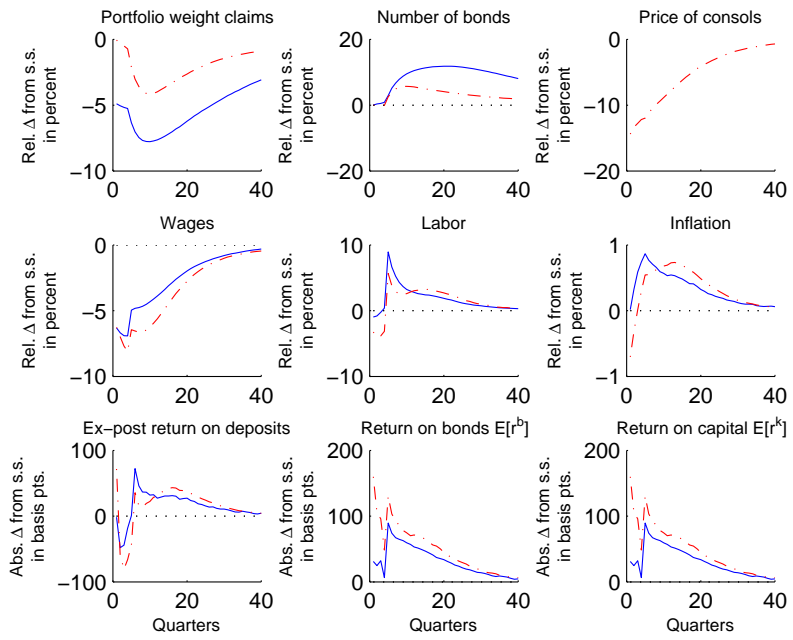 Portfolio weight claims
Number of bonds
Price of consols
Rel. Δ from s.s.
in percent
0
−5
−10
0
20
40
Rel. Δ from s.s.
in percent
20
0
−20
0
20
40
Rel. Δ from s.s.
in percent
0
−10
−20
0
20
40
Wages
Labor
Inflation
Rel. Δ from s.s.
in percent
0
−5
−10
0
20
40
Rel. Δ from s.s.
in percent
10
0
−10
0
20
40
Rel. Δ from s.s.
in percent
1
0
−1
0
20
40
Ex−post return on deposits
Return on bonds E[r^b]
Return on capital E[r^k]
Abs. Δ from s.s.
in basis pts.
100
0
−100
0
20
40
Quarters
Abs. Δ from s.s.
in basis pts.
200
100
0
0
20
40
Quarters
Abs. Δ from s.s.
in basis pts.
200
100
0
0
20
40
Quarters